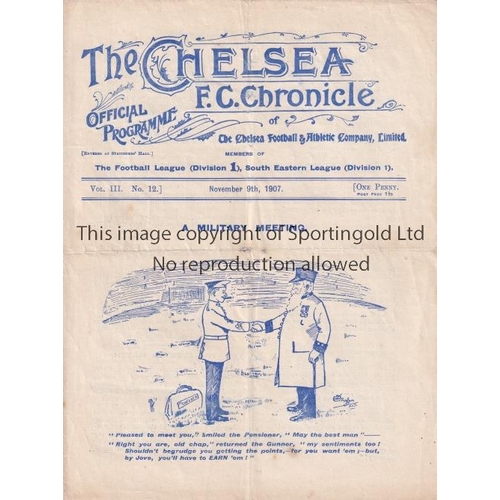 The CHELSEA
F.C. Chronicle
OFFICIAL
PROGRAMME
of
The Chelsea Football & Athletic Company, Limited.
[Entered at Stationers' Hall.]
MEMBERS OF
The Football League (Division 1), South Eastern League (Division 1).
Vol. III. No. 12.]
November 9th, 1907.
[One Penny.
Post Free 1½
A MILITARY MEETING.
This image copyright of Sportingold Ltd
No reproduction allowed
"Pleased to meet you," smiled the Pensioner, "May the best man"—
"Right you are, old chap," returned the Gunner, "my sentiments too!
Shouldn't begrudge you getting the points, for you want 'em;—but,
by Jove, you'll have to EARN 'em!"